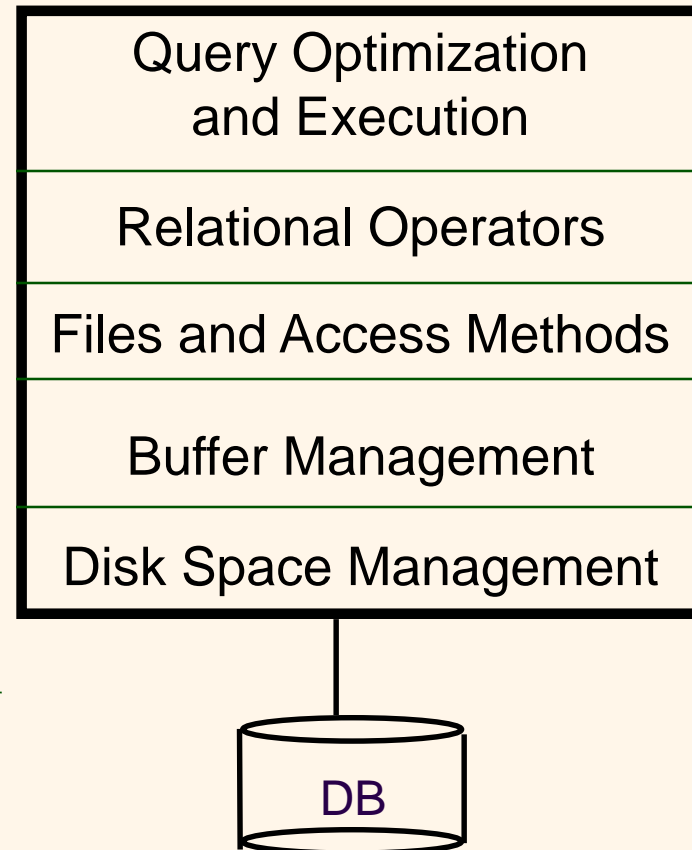 Query Optimization
and Execution
Relational Operators
Files and Access Methods
Buffer Management
Disk Space Management
DB